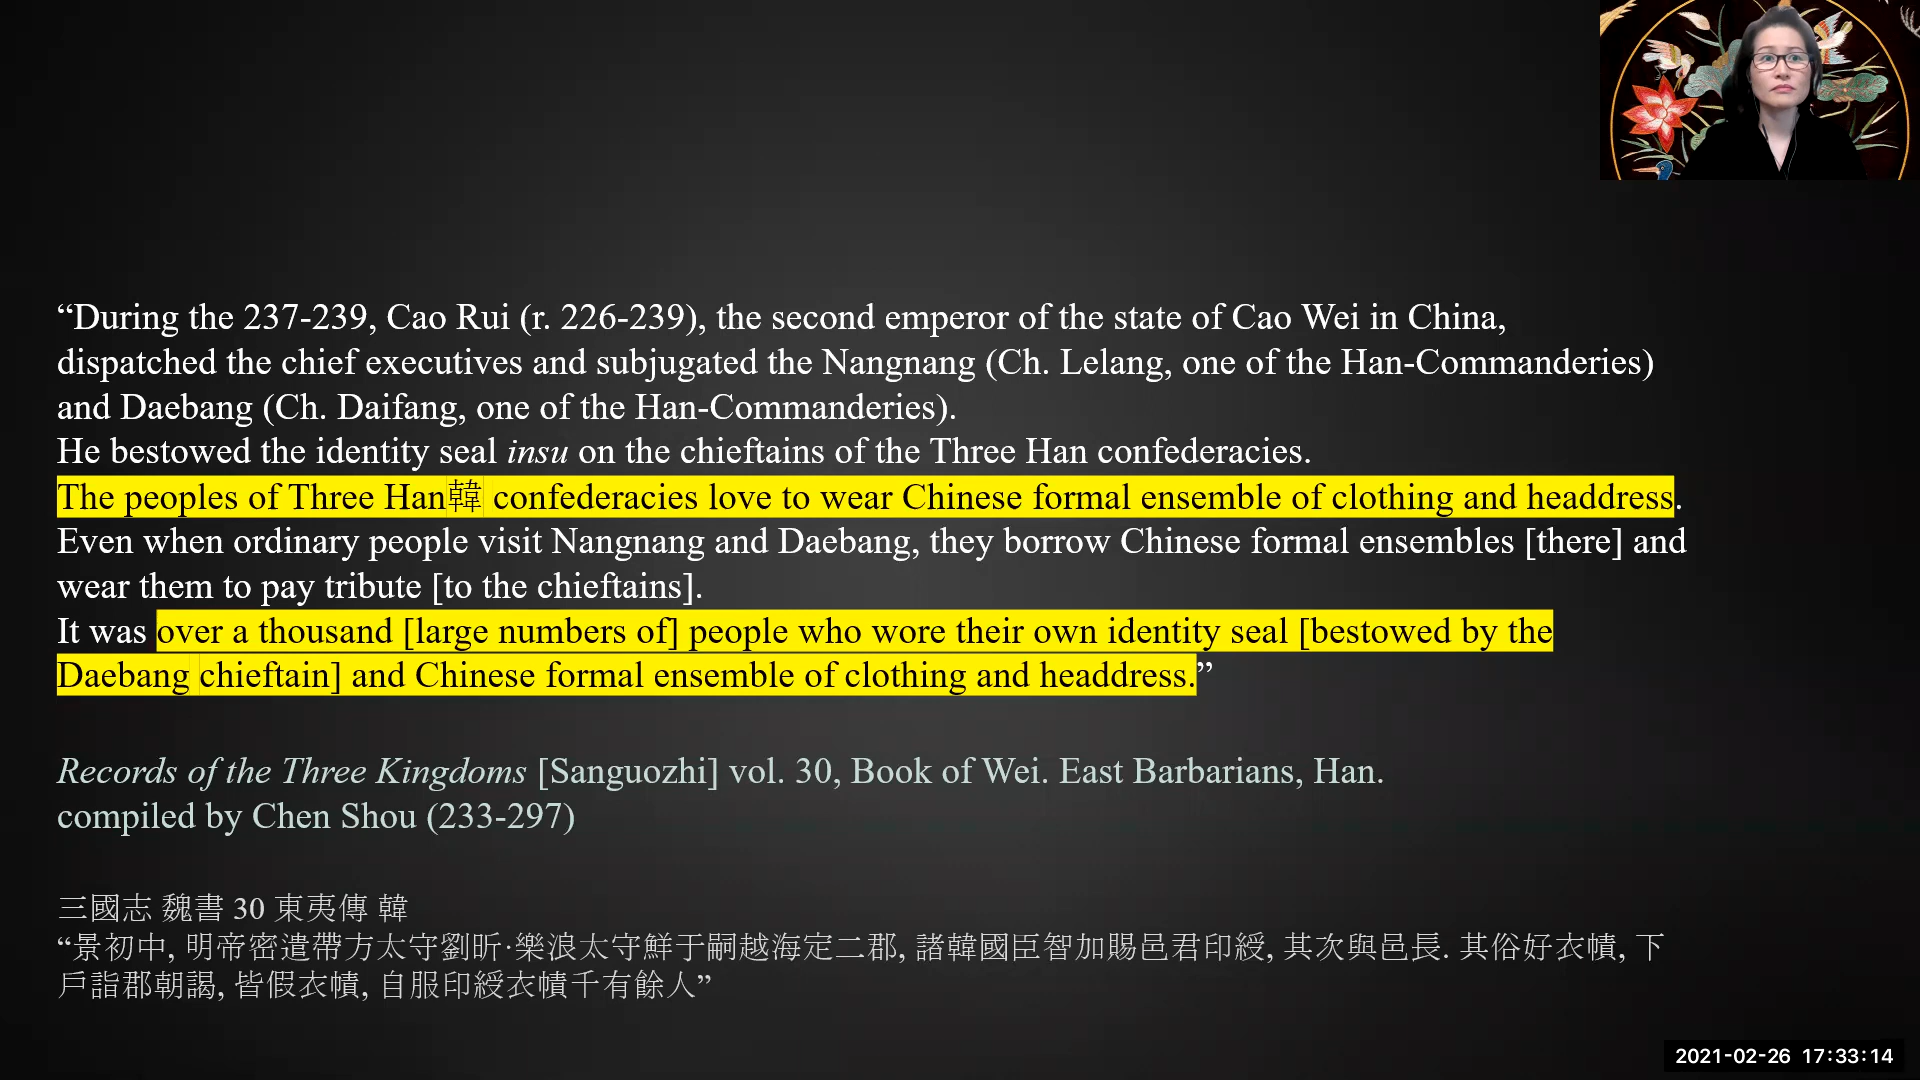 “During the 237-239, Cao Rui (r. 226-239), the second emperor of the state of Cao Wei in China,
dispatched the chief executives and subjugated the Nangnang (Ch. Lelang, one of the Han-Commanderies)
and Daebang (Ch. Daifang, one of the Han-Commanderies).
He bestowed the identity seal insu on the chieftains of the Three Han confederacies.
The peoples of Three Han韓 confederacies love to wear Chinese formal ensemble of clothing and headdress.
Even when ordinary people visit Nangnang and Daebang, they borrow Chinese formal ensembles [there] and
wear them to pay tribute [to the chieftains].
It was over a thousand [large numbers of] people who wore their own identity seal [bestowed by the
Daebang chieftain] and Chinese formal ensemble of clothing and headdress.”
Records of the Three Kingdoms [Sanguozhi] vol. 30, Book of Wei. East Barbarians, Han.
compiled by Chen Shou (233-297)
三國志 魏書 30 東夷傳 韓
“景初中, 明帝密遣帶方太守劉昕·樂浪太守鮮于嗣越海定二郡, 諸韓國臣智加賜邑君印綬, 其次與邑長. 其俗好衣幘, 下
戶詣郡朝謁, 皆假衣幘, 自服印綬衣幘千有餘人”
2021-02-26 17:33:14